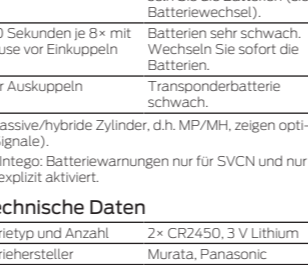 Batteriewechsel).
0 Sekunden je 8× mit
use vor Einkuppeln
Batterien sehr schwach.
Wechseln Sie sofort die
Batterien.
r Auskuppeln
Transponderbatterie
schwach.
assive/hybride Zylinder, d.h. MP/MH, zeigen opti-
ignale).
Intego: Batteriewarnungen nur für SVCN und nur
explizit aktiviert.
echnische Daten
rietyp und Anzahl
2× CR2450, 3 V Lithium
riehersteller
Murata, Panasonic